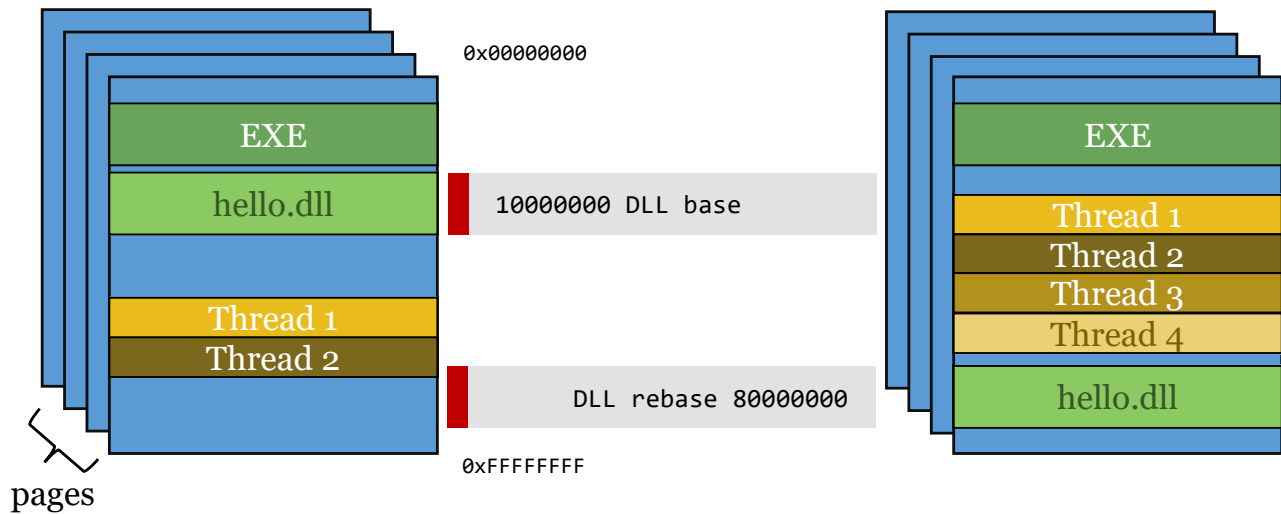 0x00000000
EXE
hello.dll
Thread 1
Thread 2
pages
10000000 DLL base
DLL rebase 80000000
0xFFFFFFFF
EXE
Thread 1
Thread 2
Thread 3
Thread 4
hello.dll